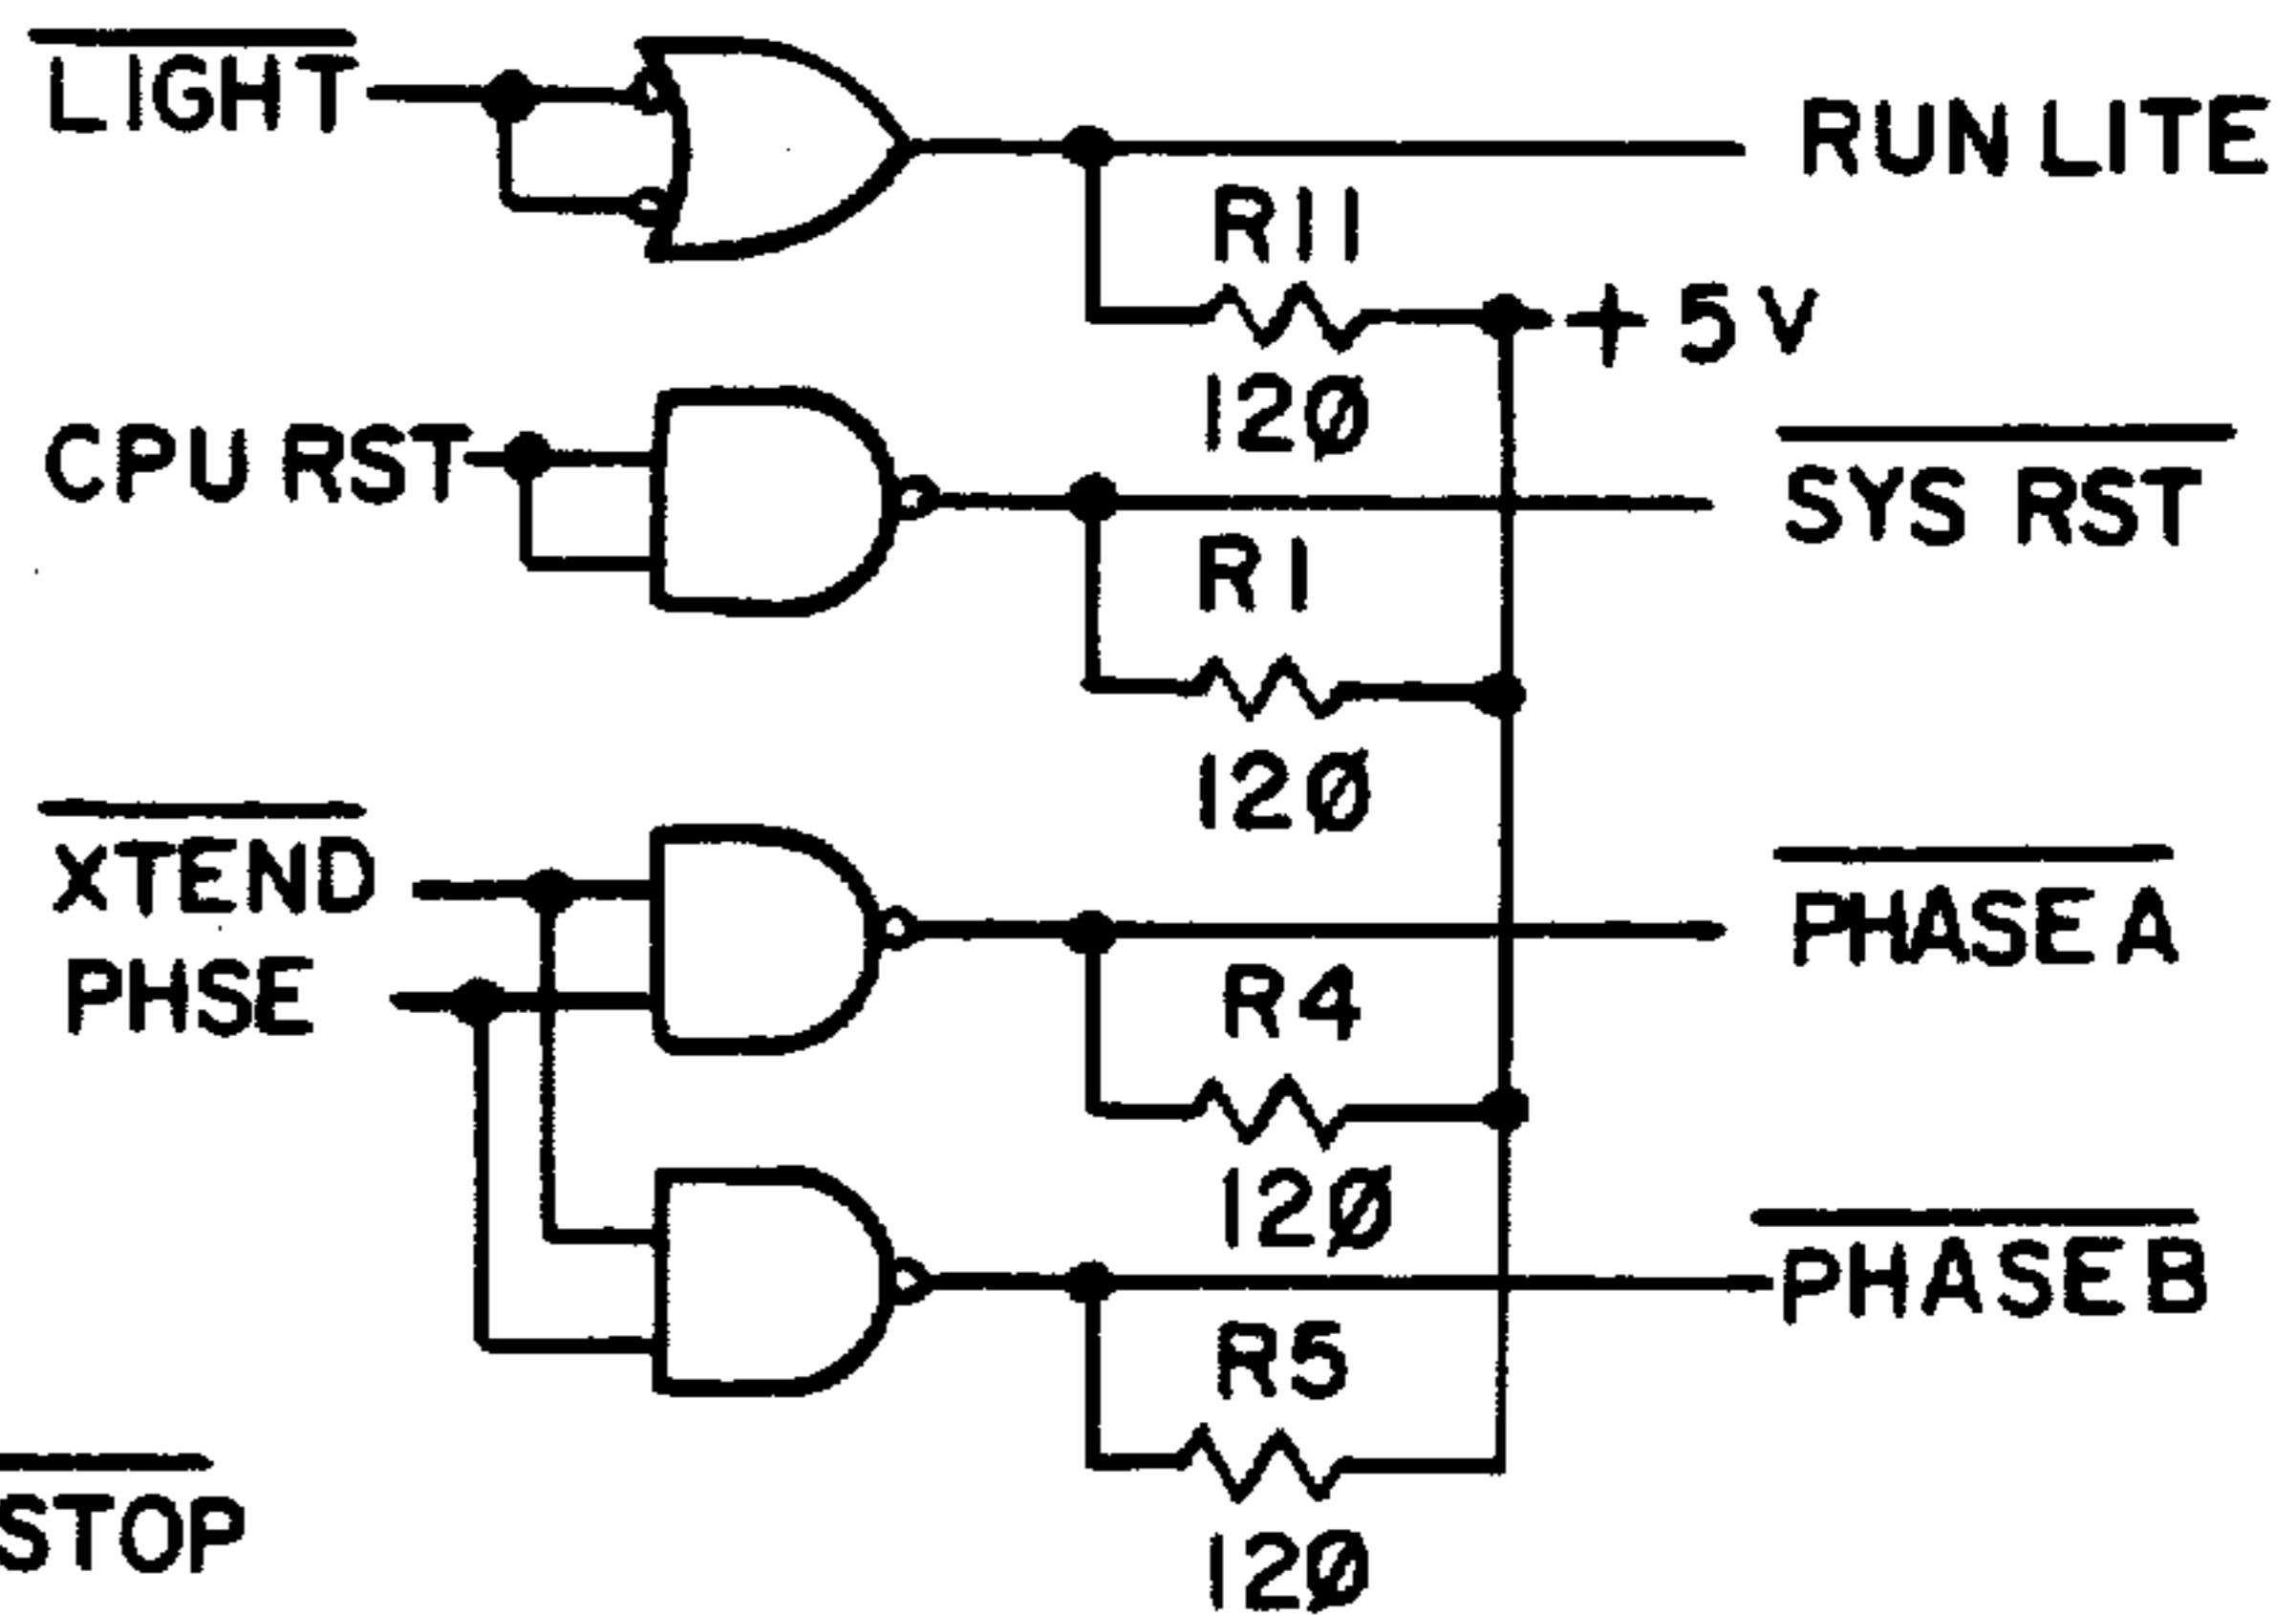 LIGHT
RUN LITE
R11
+5V
120
CPU RST
SYS RST
R1
120
XTEND
PHASE A
PHSE
R4
120
PHASE B
R5
STOP
120